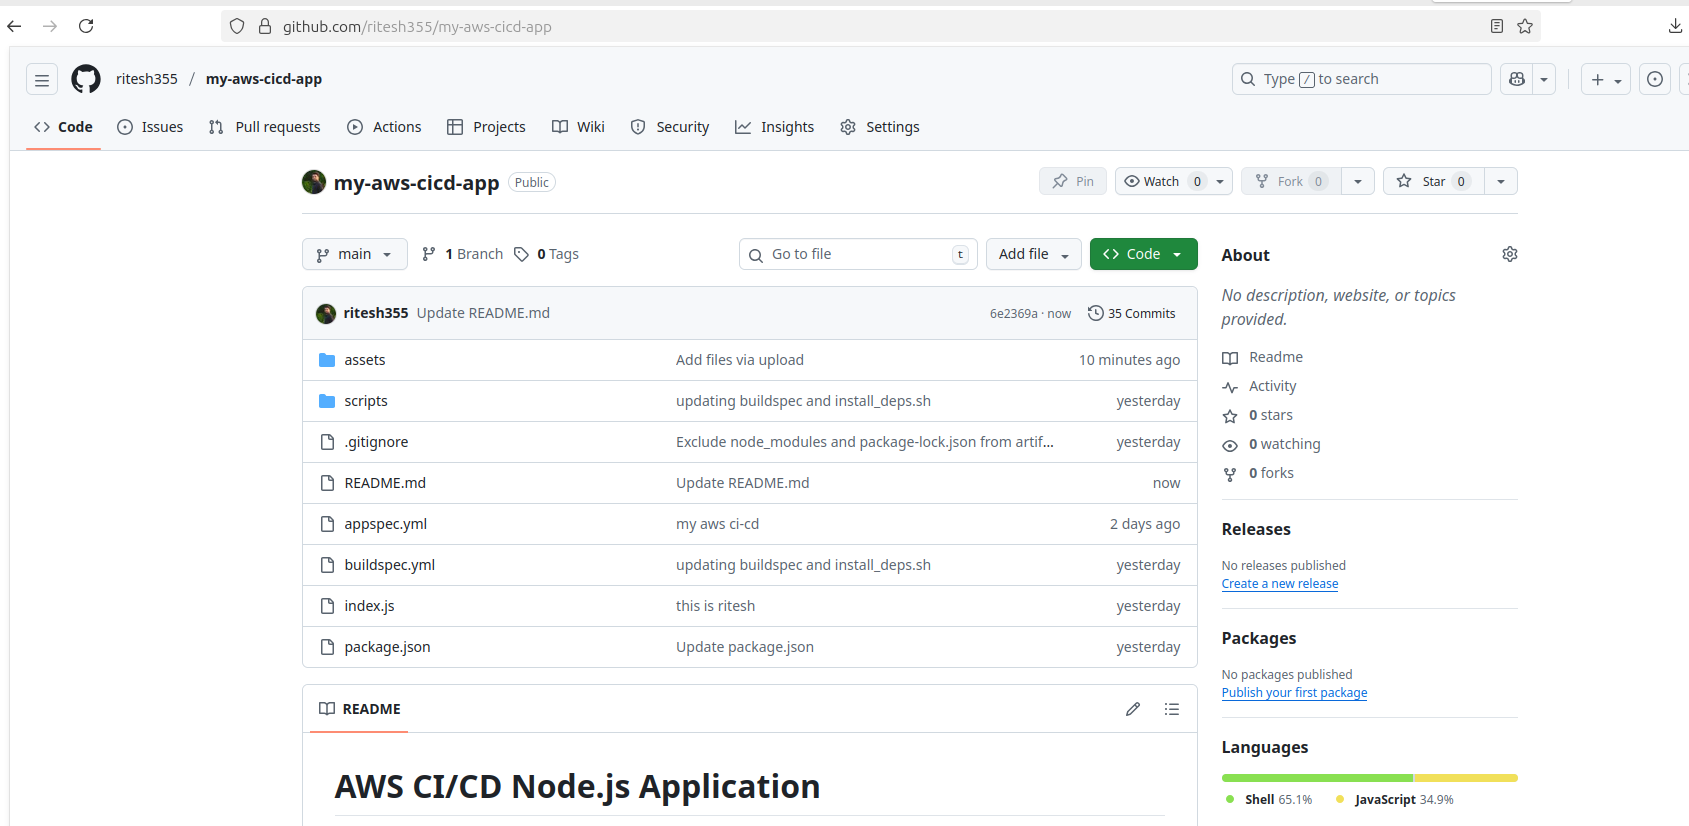 github.com/ritesh355/my-aws-cicd-app
ritesh355 / my-aws-cicd-app
Type / to search
Code Issues Pull requests Actions Projects Wiki Security Insights Settings
my-aws-cicd-app Public
Pin Watch 0 Fork 0 Star 0
main 1 Branch 0 Tags Go to file t Add file Code
ritesh355 Update README.md 6e2369a · now 35 Commits
assets Add files via upload 10 minutes ago
scripts updating buildspec and install_deps.sh yesterday
.gitignore Exclude node_modules and package-lock.json from artif... yesterday
README.md Update README.md now
appspec.yml my aws ci-cd 2 days ago
buildspec.yml updating buildspec and install_deps.sh yesterday
index.js this is ritesh yesterday
package.json Update package.json yesterday
README
AWS CI/CD Node.js Application
About
No description, website, or topics
provided.
Readme
Activity
0 stars
0 watching
0 forks
Releases
No releases published
Create a new release
Packages
No packages published
Publish your first package
Languages
Shell 65.1% JavaScript 34.9%